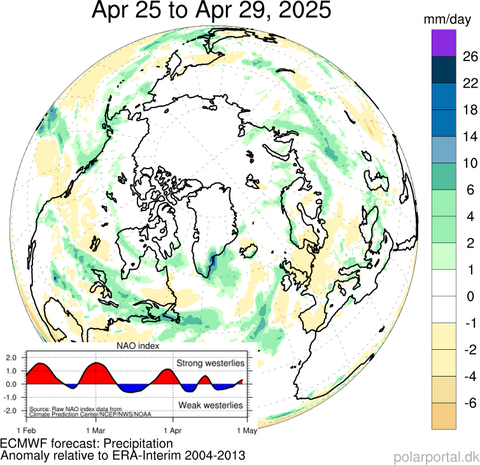 Apr 25 to Apr 29, 2025
mm/day
26
22
18
14
10
6
4
2
1
0
-1
-2
-4
-6
NAO index
2.0
1.0
0.0
-1.0
-2.0
Strong westerlies
Weak westerlies
Source: Raw NAO index data from
Climate Prediction Center/NCEP/NWS/NOAA
1 Feb 1 Mar 1 Apr 1 May
ECMWF forecast: Precipitation
Anomaly relative to ERA-Interim 2004-2013
polarportal.dk